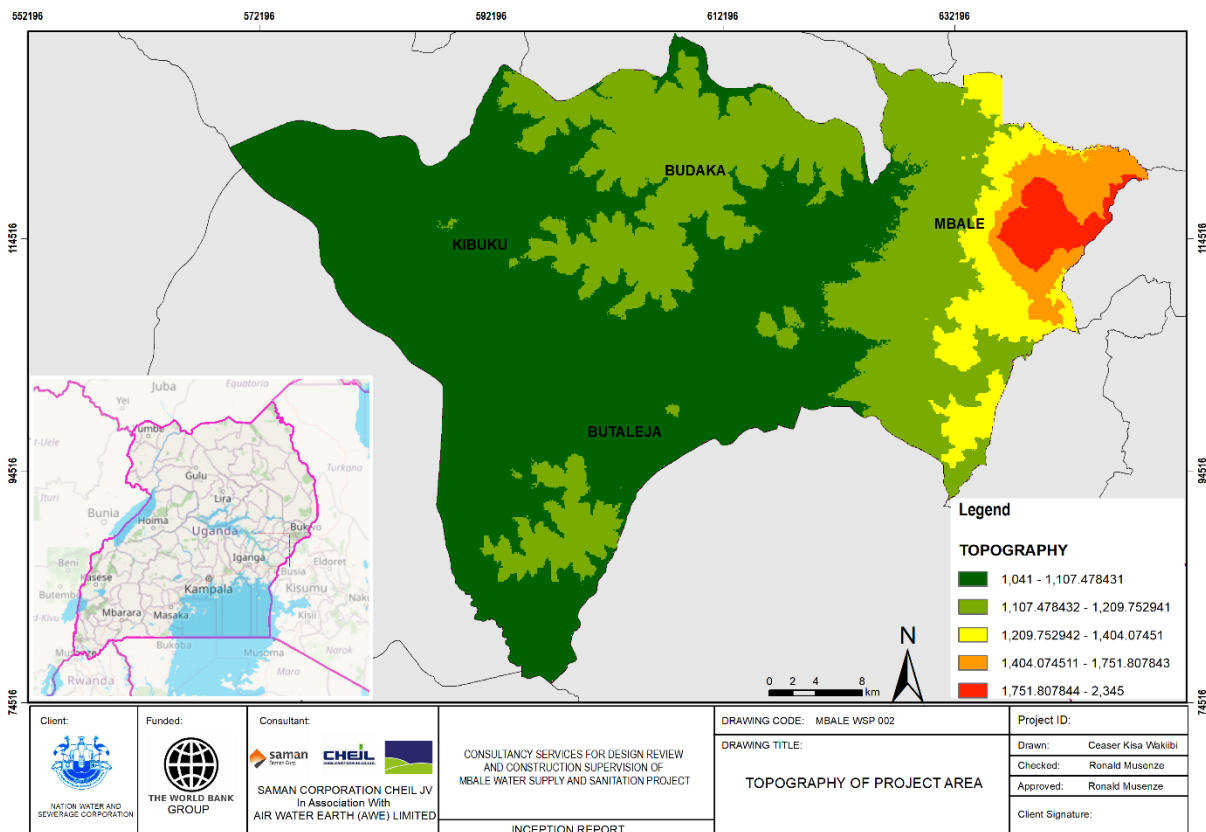 552196 572196 592196 612196 632196
114516
94516
74516
114516
94516
74516
BUDAKA
MBALE
KIBUKU
BUTALEJA
Juba
Equatoria
Yei
Gulu
Lira
Turkana
Ituri
Bunia
Hoima
Uganda
Iganga
Eldoret
Beni
Kasese
Busia
Kisumu
Kampala
Mbarara
Masaka
Kisii
Bukoba
Musoma
Narok
Mara
Rwanda
Legend
TOPOGRAPHY
1,041 - 1,107.478431
1,107.478432 - 1,209.752941
1,209.752942 - 1,404.07451
1,404.074511 - 1,751.807843
1,751.807844 - 2,345
N
0 2 4 8
km
Client:
NATION WATER AND
SEWERAGE CORPORATION
Funded:
THE WORLD BANK
GROUP
Consultant:
saman
Saman Corp.
CHEIL
SAMAN CORPORATION CHEIL JV
In Association With
AIR WATER EARTH (AWE) LIMITED
CONSULTANCY SERVICES FOR DESIGN REVIEW
AND CONSTRUCTION SUPERVISION OF
MBALE WATER SUPPLY AND SANITATION PROJECT
INCEPTION REPORT
DRAWING CODE: MBALE WSP 002
DRAWING TITLE:
TOPOGRAPHY OF PROJECT AREA
Project ID:
Drawn: Ceaser Kisa Wakiibi
Checked: Ronald Musenze
Approved: Ronald Musenze
Client Signature: